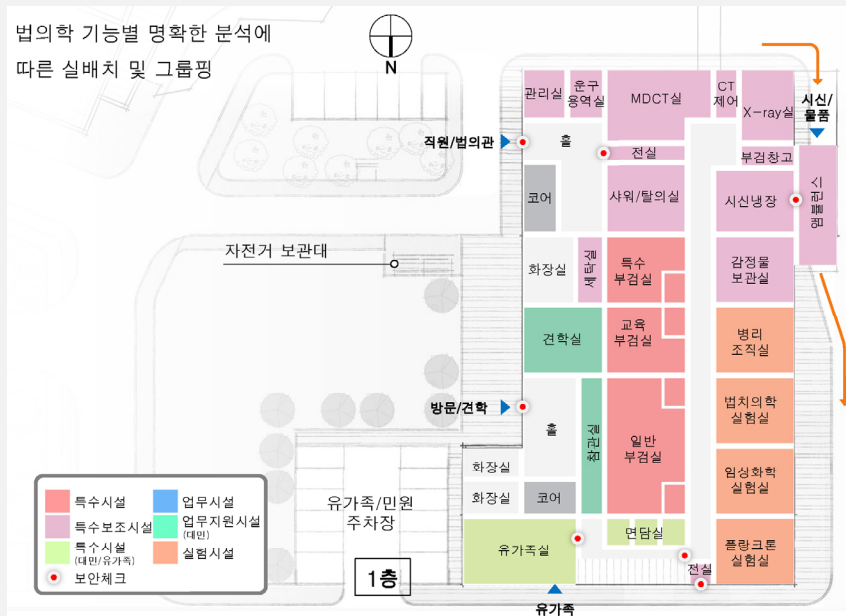 법의학 기능별 명확한 분석에
따른 실배치 및 그룹핑
N
관리실
운구
용역실
MDCT실
CT
제어
X-ray실
시신/
물품
직원/법의관
홀
전실
부검창고
코어
샤워/탈의실
시신냉장
앰뷸런스
자전거 보관대
화장실
세탁실
특수
부검실
감정물
보관실
견학실
교육
부검실
병리
조직실
방문/견학
홀
참관실
일반
부검실
법치의학
실험실
화장실
임상화학
실험실
화장실
코어
유가족/민원
주차장
유가족실
면담실
플랑크톤
실험실
전실
1층
유가족
특수시설
업무시설
특수보조시설
업무지원시설
(대민)
특수시설
(대민/유가족)
실험시설
보안체크